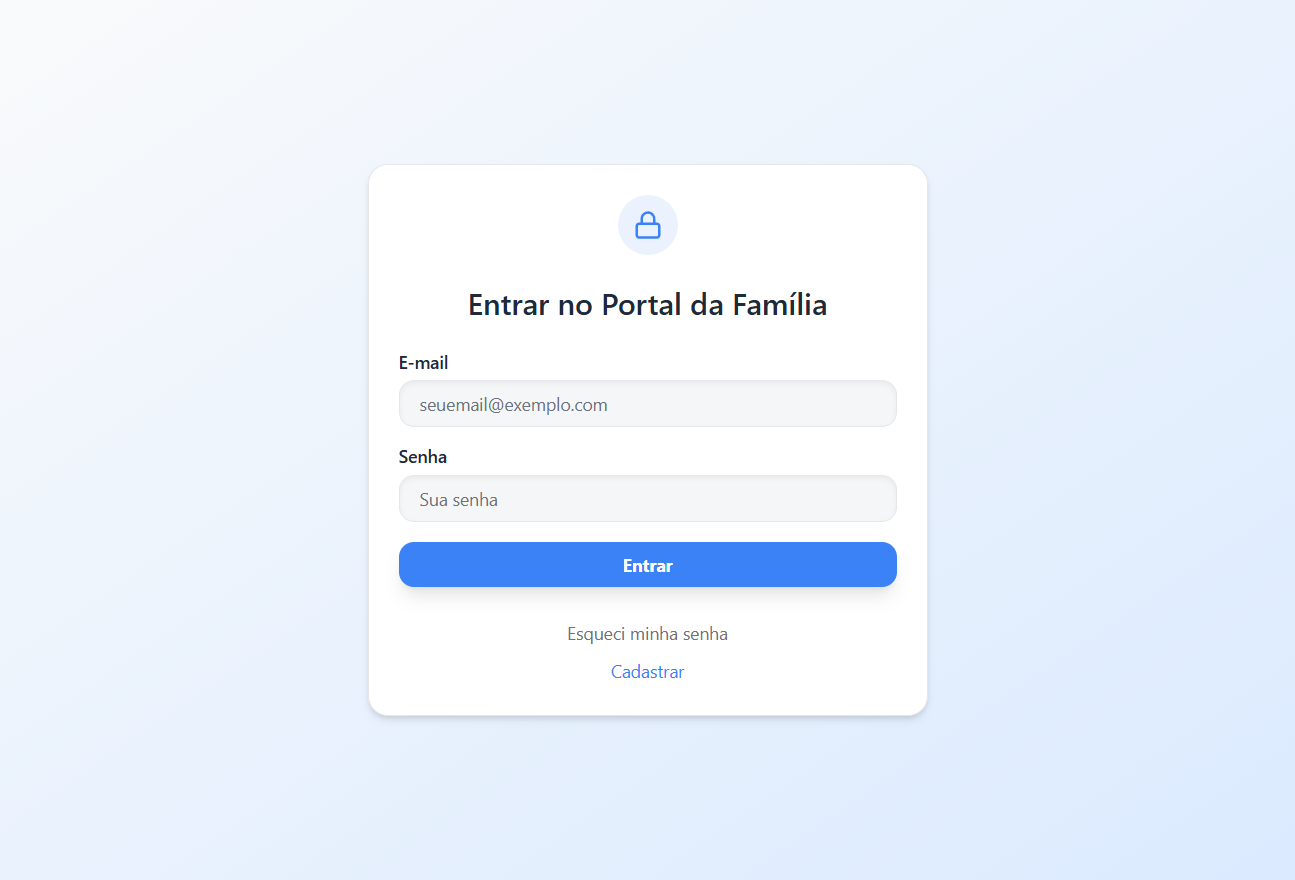 Entrar no Portal da Família
E-mail
seuemail@exemplo.com
Senha
Sua senha
Entrar
Esqueci minha senha
Cadastrar